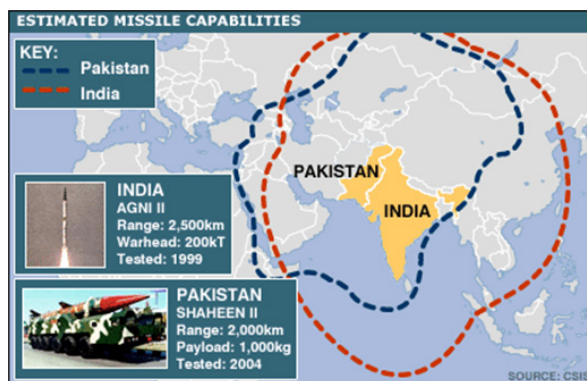 ESTIMATED MISSILE CAPABILITIES
KEY:
Pakistan
India
PAKISTAN
INDIA
INDIA
AGNI II
Range: 2,500km
Warhead: 200kT
Tested: 1999
PAKISTAN
SHAHEEN II
Range: 2,000km
Payload: 1,000kg
Tested: 2004
SOURCE: CSIS